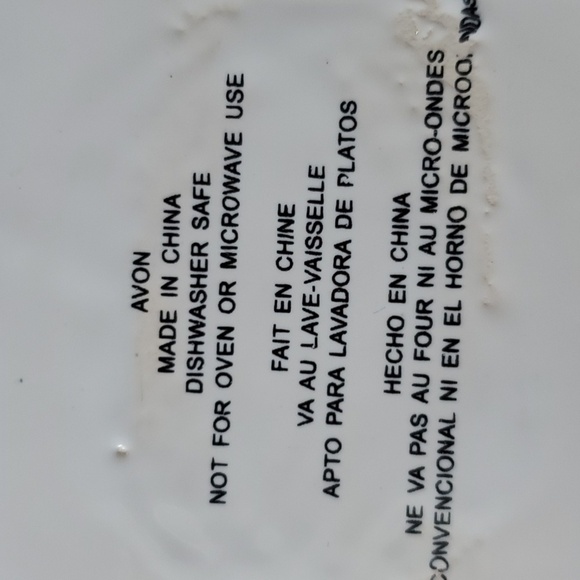 AVON
MADE IN CHINA
DISHWASHER SAFE
NOT FOR OVEN OR MICROWAVE USE
FAIT EN CHINE
VA AU LAVE-VAISSELLE
APTO PARA LAVADORA DE PLATOS
HECHO EN CHINA
NE VA PAS AU FOUR NI AU MICRO-ONDES
CONVENCIONAL NI EN EL HORNO DE MICROONDAS